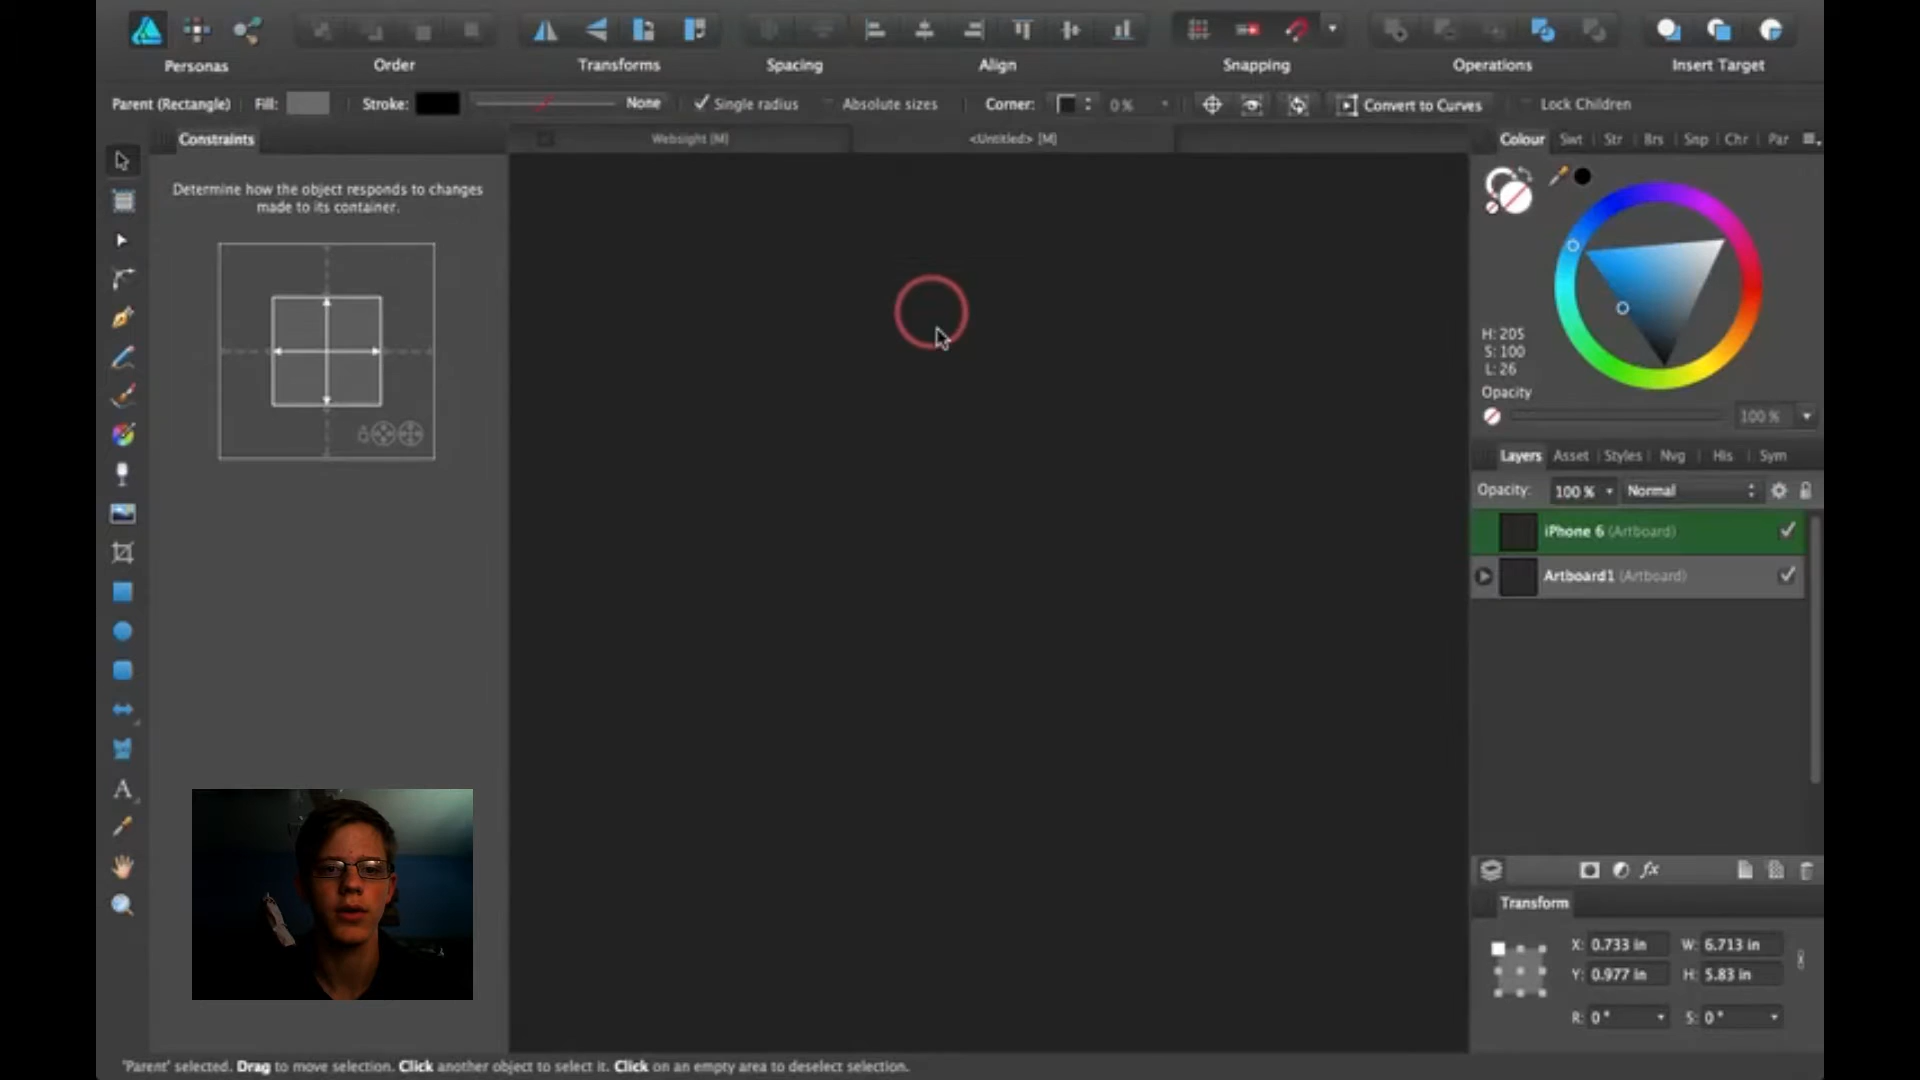 Personas Order Transforms Spacing Align Snapping Operations Insert Target
Parent (Rectangle) Fill: Stroke: None Single radius Absolute sizes Corner: 0 % Convert to Curves Lock Children
Constraints
Websight [M]
<Untitled> [M]
Colour Swt Str Brs Snp Chr Par
Determine how the object responds to changes
made to its container.
H: 205
S: 100
L: 26
Opacity
100 %
Layers Asset Styles Nvg His Sym
Opacity: 100 % Normal
iPhone 6 (Artboard)
Artboard1 (Artboard)
fx
Transform
X: 0.733 in W: 6.713 in
Y: 0.977 in H: 5.83 in
R: 0 ° S: 0 °
'Parent' selected. Drag to move selection. Click another object to select it. Click on an empty area to deselect selection.